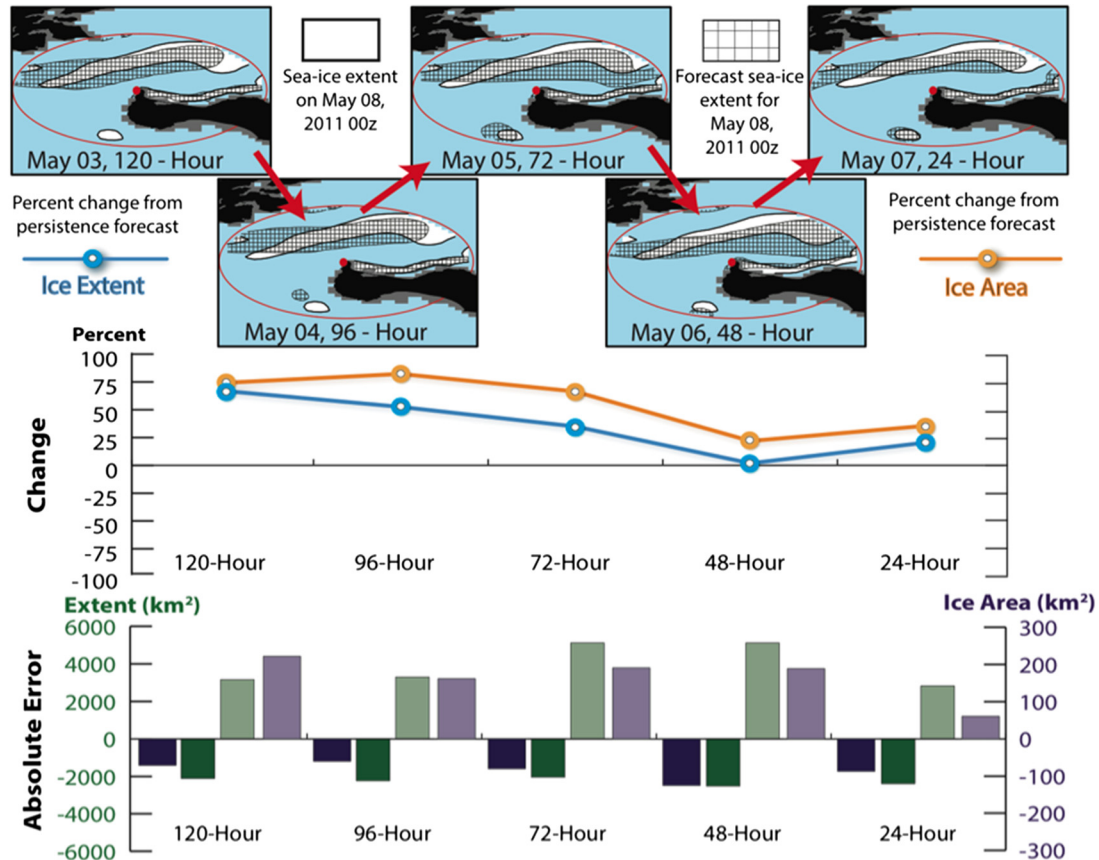 May 03, 120 - Hour
Sea-ice extent
on May 08,
2011 00z
May 05, 72 - Hour
Forecast sea-ice
extent for
May 08,
2011 00z
May 07, 24 - Hour
Percent change from
persistence forecast
Ice Extent
May 04, 96 - Hour
May 06, 48 - Hour
Percent change from
persistence forecast
Ice Area
Percent
Change
100
75
50
25
0
-25
-50
-75
-100
120-Hour
96-Hour
72-Hour
48-Hour
24-Hour
Extent (km²)
Ice Area (km²)
Absolute Error
6000
4000
2000
0
-2000
-4000
-6000
300
200
100
0
-100
-200
-300
120-Hour
96-Hour
72-Hour
48-Hour
24-Hour